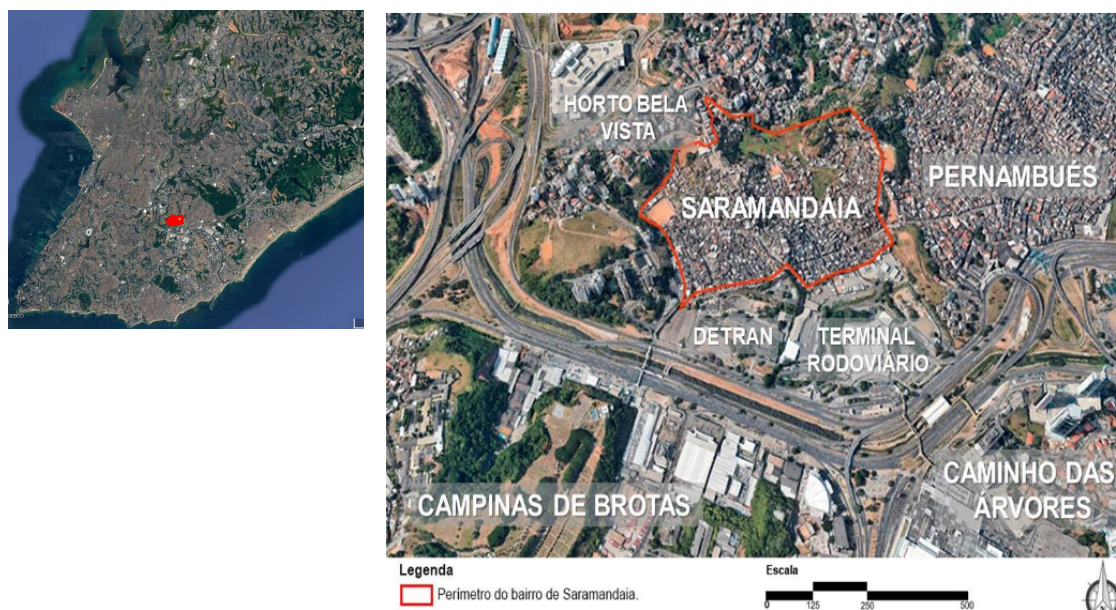 HORTO BELA
VISTA
PERNAMBUÉS
SARAMANDAIA
DETRAN
TERMINAL
RODOVIÁRIO
CAMINHO DAS
ÁRVORES
CAMPINAS DE BROTAS
Legenda
Perímetro do bairro de Saramandaia.
Escala
0 125 250 500